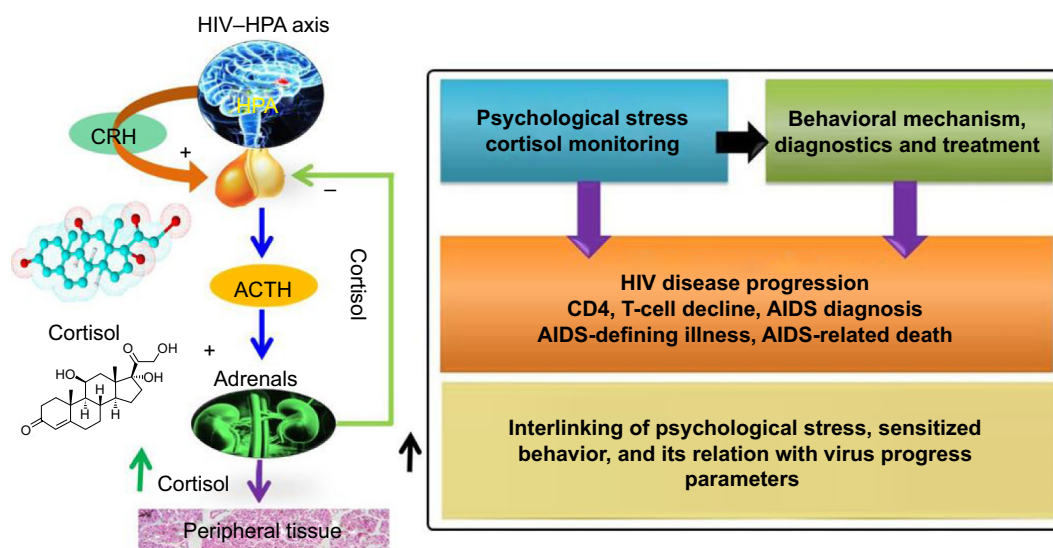 HIV–HPA axis
HPA
CRH
+
–
ACTH
Cortisol
Cortisol
O
OH
HO
OH
H
H
H
O
+
Adrenals
Cortisol
Peripheral tissue
Psychological stress
cortisol monitoring
Behavioral mechanism,
diagnostics and treatment
HIV disease progression
CD4, T-cell decline, AIDS diagnosis
AIDS-defining illness, AIDS-related death
Interlinking of psychological stress, sensitized
behavior, and its relation with virus progress
parameters